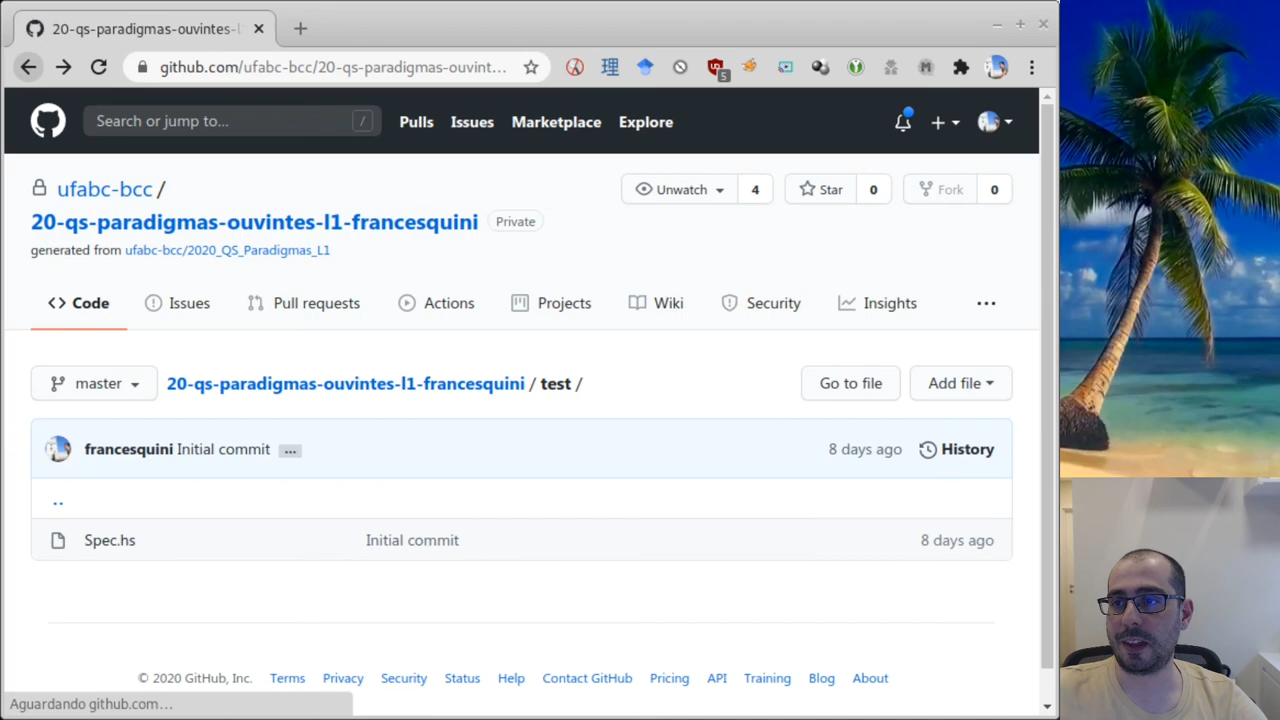 20-qs-paradigmas-ouvintes-l
github.com/ufabc-bcc/20-qs-paradigmas-ouvint...
5
Search or jump to... /
Pulls Issues Marketplace Explore
ufabc-bcc /
Unwatch 4 Star 0 Fork 0
20-qs-paradigmas-ouvintes-l1-francesquini Private
generated from ufabc-bcc/2020_QS_Paradigmas_L1
<> Code Issues Pull requests Actions Projects Wiki Security Insights ...
master 20-qs-paradigmas-ouvintes-l1-francesquini / test / Go to file Add file
francesquini Initial commit ... 8 days ago History
..
Spec.hs Initial commit 8 days ago
© 2020 GitHub, Inc. Terms Privacy Security Status Help Contact GitHub Pricing API Training Blog About
Aguardando github.com...